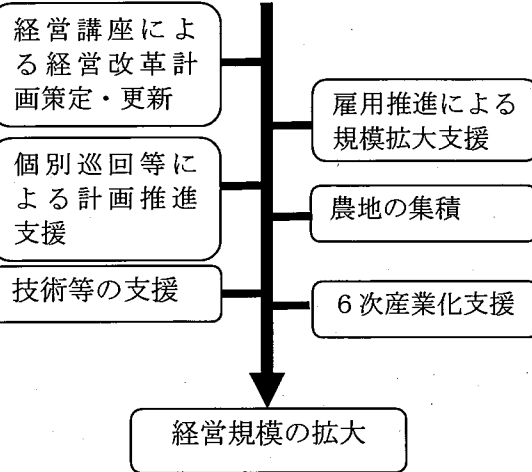 経営講座によ
る経営改革計
画策定・更新
雇用推進による
規模拡大支援
個別巡回等に
よる計画推進
支援
農地の集積
技術等の支援
６次産業化支援
経営規模の拡大